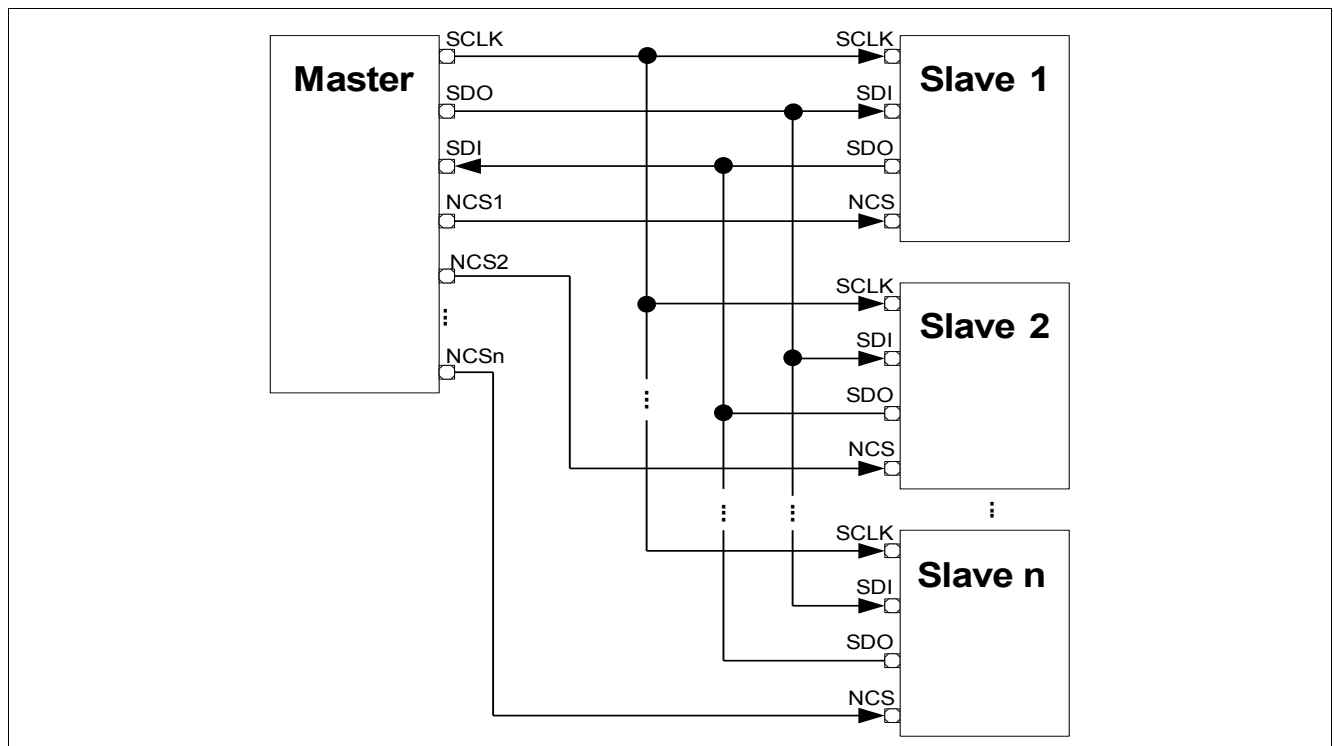 Master
SCLK
SDO
SDI
NCS1
NCS2
...
NCSn
SCLK
SDI
SDO
NCS
Slave 1
SCLK
SDI
SDO
NCS
Slave 2
...
...
...
...
SCLK
SDI
SDO
NCS
Slave n